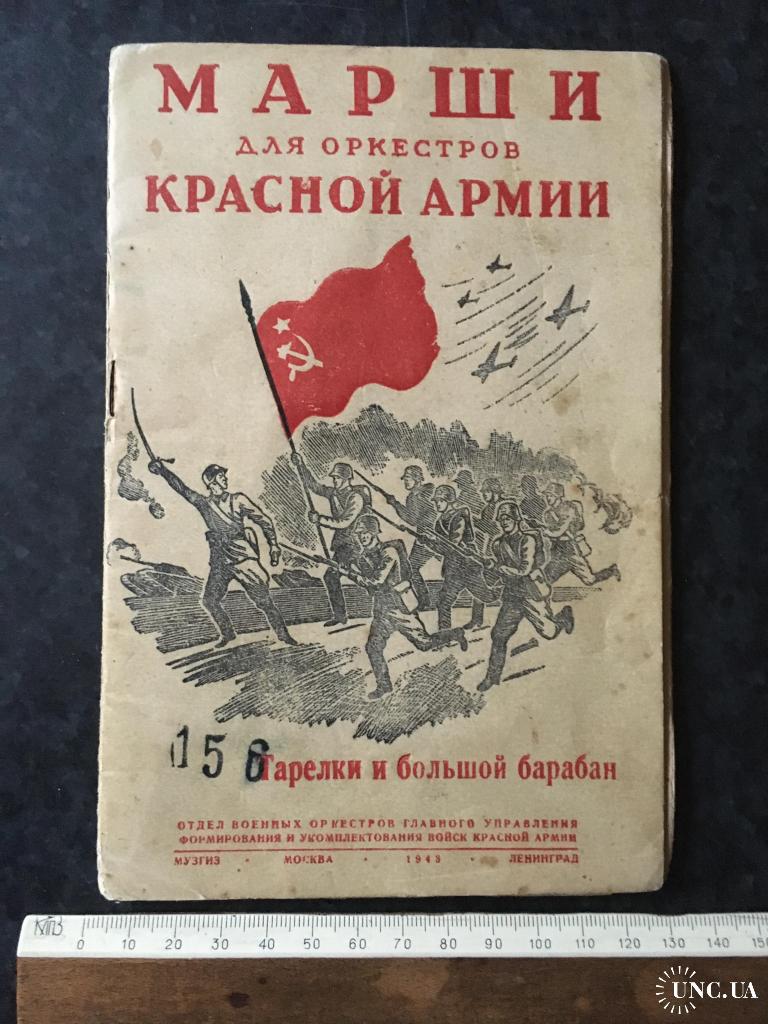 МАРШИ
ДЛЯ ОРКЕСТРОВ
КРАСНОЙ АРМИИ
156
Тарелки и большой барабан
ОТДЕЛ ВОЕННЫХ ОРКЕСТРОВ ГЛАВНОГО УПРАВЛЕНИЯ
ФОРМИРОВАНИЯ И УКОМПЛЕКТОВАНИЯ ВОЙСК КРАСНОЙ АРМИИ
МУЗГИЗ · МОСКВА · 1943 · ЛЕНИНГРАД
0 10 20 30 40 50 60 70 80 90 100 110 120 130 140 150
UNC.UA